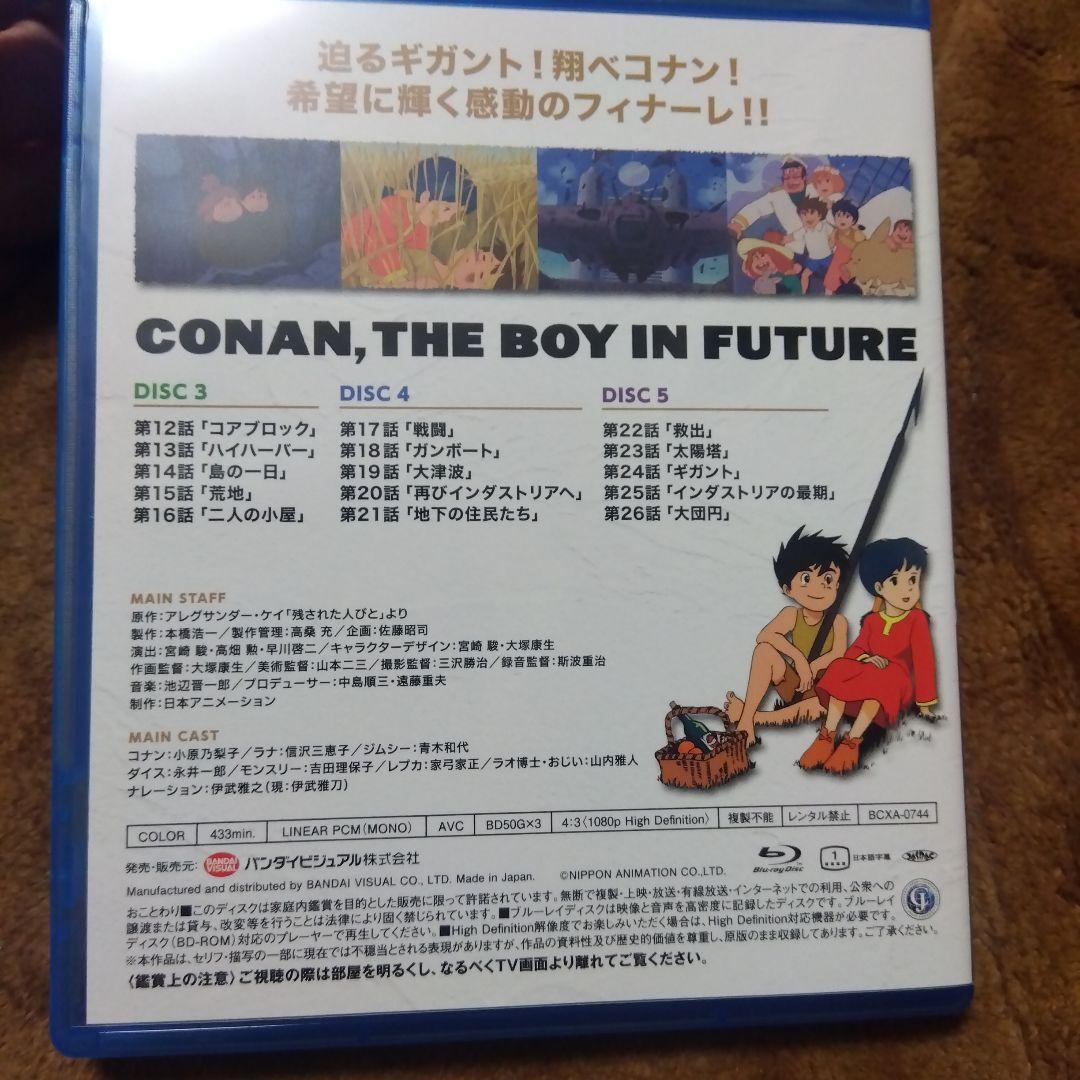 迫るギガント!翔べコナン!
希望に輝く感動のフィナーレ!!
CONAN, THE BOY IN FUTURE
DISC 3
第12話「コアブロック」
第13話「ハイハーバー」
第14話「島の一日」
第15話「荒地」
第16話「二人の小屋」
DISC 4
第17話「戦闘」
第18話「ガンボート」
第19話「大津波」
第20話「再びインダストリアへ」
第21話「地下の住民たち」
DISC 5
第22話「救出」
第23話「太陽塔」
第24話「ギガント」
第25話「インダストリアの最期」
第26話「大団円」
MAIN STAFF
原作:アレグサンダー・ケイ「残された人びと」より
製作:本橋浩一/製作管理:高桑 充/企画:佐藤昭司
演出:宮崎 駿・高畑 勲・早川啓二/キャラクターデザイン:宮崎 駿・大塚康生
作画監督:大塚康生/美術監督:山本二三/撮影監督:三沢勝治/録音監督:斯波重治
音楽:池辺晋一郎/プロデューサー:中島順三・遠藤重夫
制作:日本アニメーション
MAIN CAST
コナン:小原乃梨子/ラナ:信沢三恵子/ジムシー:青木和代
ダイス:永井一郎/モンスリー:吉田理保子/レプカ:家弓家正/ラオ博士・おじい:山内雅人
ナレーション:伊武雅之(現:伊武雅刀)
COLOR 433min. LINEAR PCM(MONO) AVC BD50G×3 4:3〈1080p High Definition〉 複製不能 レンタル禁止 BCXA-0744
発売・販売元: BANDAI VISUAL バンダイビジュアル株式会社 Blu-ray Disc 1 日本語字幕
Manufactured and distributed by BANDAI VISUAL CO., LTD. Made in Japan. ©NIPPON ANIMATION CO.,LTD.
おことわり■このディスクは家庭内鑑賞を目的とした販売に限って許諾されています。無断で複製・上映・放送・有線放送・インターネットでの利用、公衆への
譲渡または貸与、改変等を行うことは法律により固く禁じられています。■ブルーレイディスクは映像と音声を高密度に記録したディスクです。ブルーレイ
ディスク(BD-ROM)対応のプレーヤーで再生してください。■High Definition解像度でお楽しみいただく場合は、High Definition対応機器が必要です。
※本作品は、セリフ・描写の一部に現在では不穏当とされる表現がありますが、作品の資料性及び歴史的価値を尊重し、原版のまま収録してあります。ご了承ください。
〈鑑賞上の注意〉ご視聴の際は部屋を明るくし、なるべくTV画面より離れてご覧ください。